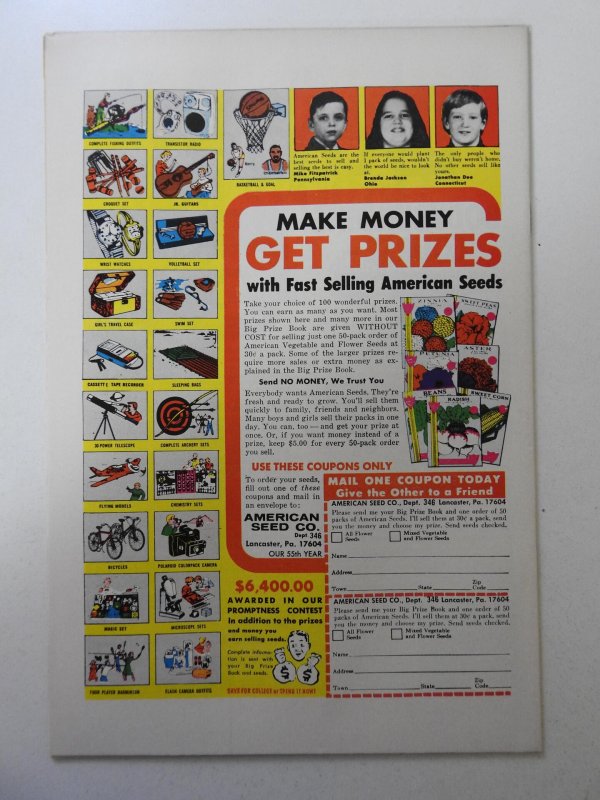 COMPLETE FISHING OUTFITS
TRANSISTOR RADIO
BASKETBALL & GOAL
CROQUET SET
JR. GUITARS
WRIST WATCHES
VOLLEYBALL SET
GIRL'S TRAVEL CASE
SWIM SET
CASSETTE TAPE RECORDER
SLEEPING BAGS
30-POWER TELESCOPE
COMPLETE ARCHERY SETS
FLYING MODELS
CHEMISTRY SETS
BICYCLES
POLAROID COLORPACK CAMERA
MAGIC SET
MICROSCOPE SETS
FOUR PLAYER BADMINTON
FLASH CAMERA OUTFITS
American Seeds are the
best seeds to sell and
selling the best is easy.
Mike Fitzpatrick
Pennsylvania
If everyone would plant
1 pack of seeds, wouldn't
the world be nice to look
at.
Brenda Jackson
Ohio
The only people who
didn't buy weren't home.
No other seeds sell like
yours.
Jonathan Dee
Connecticut
MAKE MONEY
GET PRIZES
with Fast Selling American Seeds
Take your choice of 100 wonderful prizes.
You can earn as many as you want. Most
prizes shown here and many more in our
Big Prize Book are given WITHOUT
COST for selling just one 50-pack order of
American Vegetable and Flower Seeds at
30¢ a pack. Some of the larger prizes re-
quire more sales or extra money as ex-
plained in the Big Prize Book.
Send NO MONEY, We Trust You
Everybody wants American Seeds. They're
fresh and ready to grow. You'll sell them
quickly to family, friends and neighbors.
Many boys and girls sell their packs in one
day. You can, too — and get your prize at
once. Or, if you want money instead of a
prize, keep $5.00 for every 50-pack order
you sell.
ZINNIA
SWEET PEAS
PETUNIA
ASTER
BEANS
RADISH
SWEET CORN
USE THESE COUPONS ONLY
To order your seeds,
fill out one of these
coupons and mail in
an envelope to:
AMERICAN
SEED CO.
Dept 346
Lancaster, Pa. 17604
OUR 55th YEAR
MAIL ONE COUPON TODAY
Give the Other to a Friend
AMERICAN SEED CO., Dept. 346 Lancaster, Pa. 17604
Please send me your Big Prize Book and one order of 50
packs of American Seeds. I'll sell them at 30¢ a pack, send
you the money and choose my prize. Send seeds checked.
All Flower
Seeds
Mixed Vegetable
and Flower Seeds
Name
Address
Town State Zip Code
AMERICAN SEED CO., Dept. 346 Lancaster, Pa. 17604
Please send me your Big Prize Book and one order of 50
packs of American Seeds. I'll sell them at 30¢ a pack, send
you the money and choose my prize. Send seeds checked.
All Flower
Seeds
Mixed Vegetable
and Flower Seeds
Name
Address
Town State Zip Code
$6,400.00
AWARDED IN OUR
PROMPTNESS CONTEST
In addition to the prizes
and money you
earn selling seeds.
Complete informa-
tion is sent with
your Big Prize
Book and seeds.
$ $
SAVE FOR COLLEGE or SPEND IT NOW!